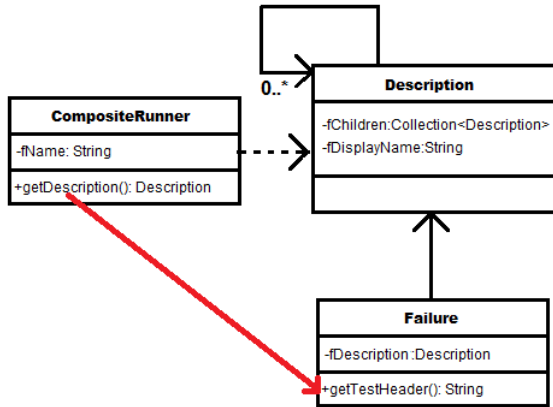 0..*
Description
-fChildren:Collection<Description>
-fDisplayName:String
CompositeRunner
-fName: String
+getDescription(): Description
Failure
-fDescription :Description
+getTestHeader(): String